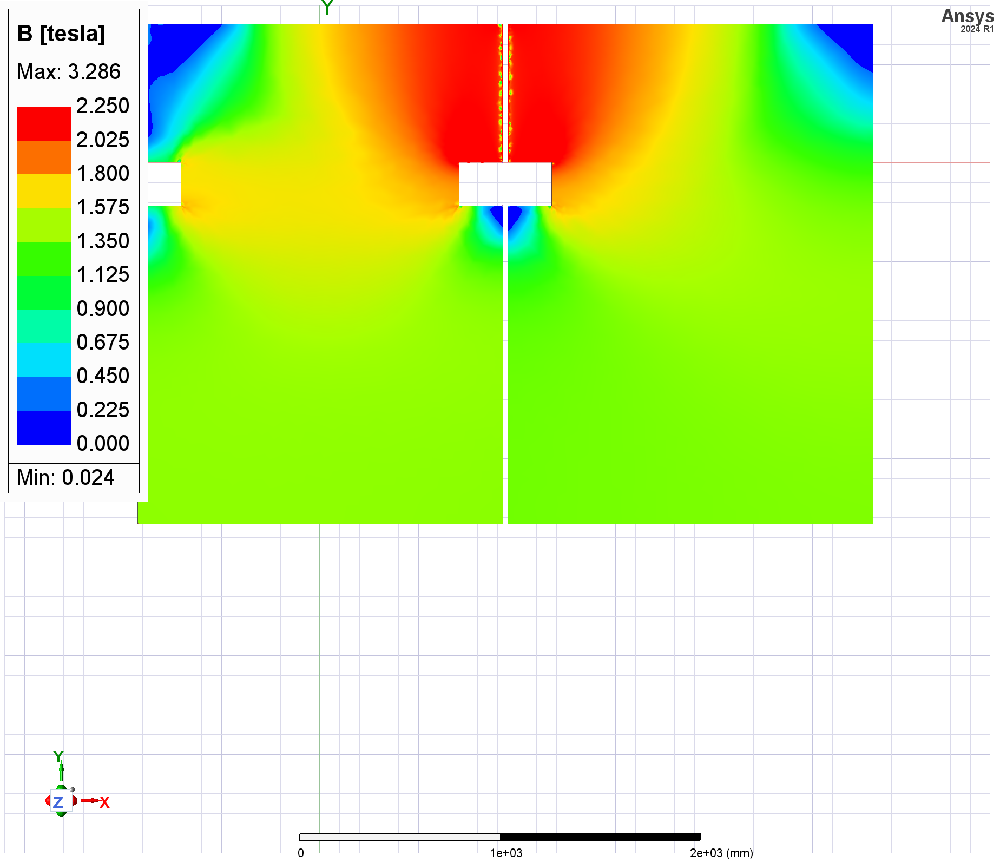 Y
Ansys
2024 R1
B [tesla]
Max: 3.286
2.250
2.025
1.800
1.575
1.350
1.125
0.900
0.675
0.450
0.225
0.000
Min: 0.024
Y
Z
X
0
1e+03
2e+03 (mm)